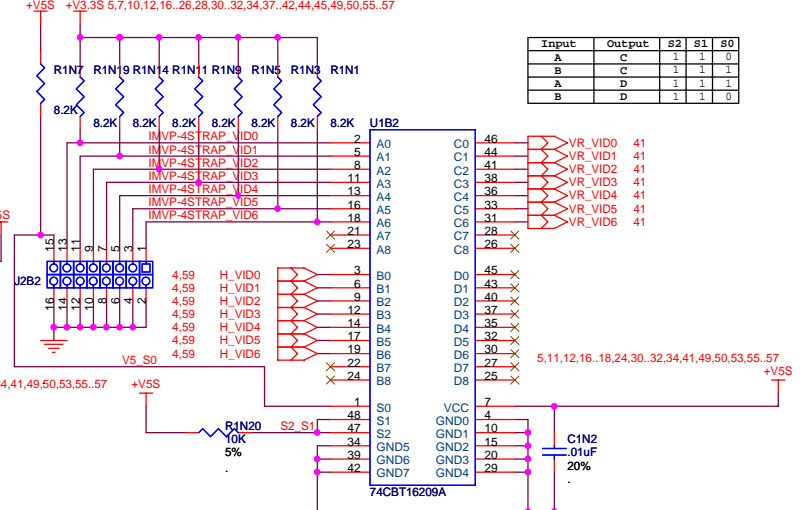 +V5S
+V3.3S 5,7,10,12,16..26,28,30..32,34,37..42,44,45,49,50,55..57
Input Output S2 S1 S0
A C 1 1 0
B C 1 1 1
A D 1 1 1
B D 1 1 0
R1N7 R1N19 R1N14 R1N11 R1N9 R1N5 R1N3 R1N1
8.2K 8.2K 8.2K 8.2K 8.2K 8.2K 8.2K 8.2K
U1B2
IMVP-4STRAP_VID0 2 A0 C0 46 VR_VID0 41
IMVP-4STRAP_VID1 5 A1 C1 44 VR_VID1 41
IMVP-4STRAP_VID2 8 A2 C2 41 VR_VID2 41
IMVP-4STRAP_VID3 11 A3 C3 38 VR_VID3 41
IMVP-4STRAP_VID4 13 A4 C4 36 VR_VID4 41
IMVP-4STRAP_VID5 16 A5 C5 33 VR_VID5 41
IMVP-4STRAP_VID6 18 A6 C6 31 VR_VID6 41
5S
21 A7 C7 28
23 A8 C8 26
15 13 11 9 7 5 3 1
J2B2
16 14 12 10 8 6 4 2
4,59 H_VID0 3 B0 D0 45
4,59 H_VID1 6 B1 D1 43
4,59 H_VID2 9 B2 D2 40
4,59 H_VID3 12 B3 D3 37
4,59 H_VID4 14 B4 D4 35
4,59 H_VID5 17 B5 D5 32
4,59 H_VID6 19 B6 D6 30
22 B7 D7 27
24 B8 D8 25
V5_S0
5,11,12,16..18,24,30..32,34,41,49,50,53,55..57
+V5S
4,41,49,50,53,55..57
+V5S
1 S0 VCC 7
48 S1 GND0 4
47 S2 GND1 10
34 GND5 GND2 15
39 GND6 GND3 20
42 GND7 GND4 29
S2_S1
R1N20
10K
5%
.
C1N2
.01uF
20%
.
74CBT16209A